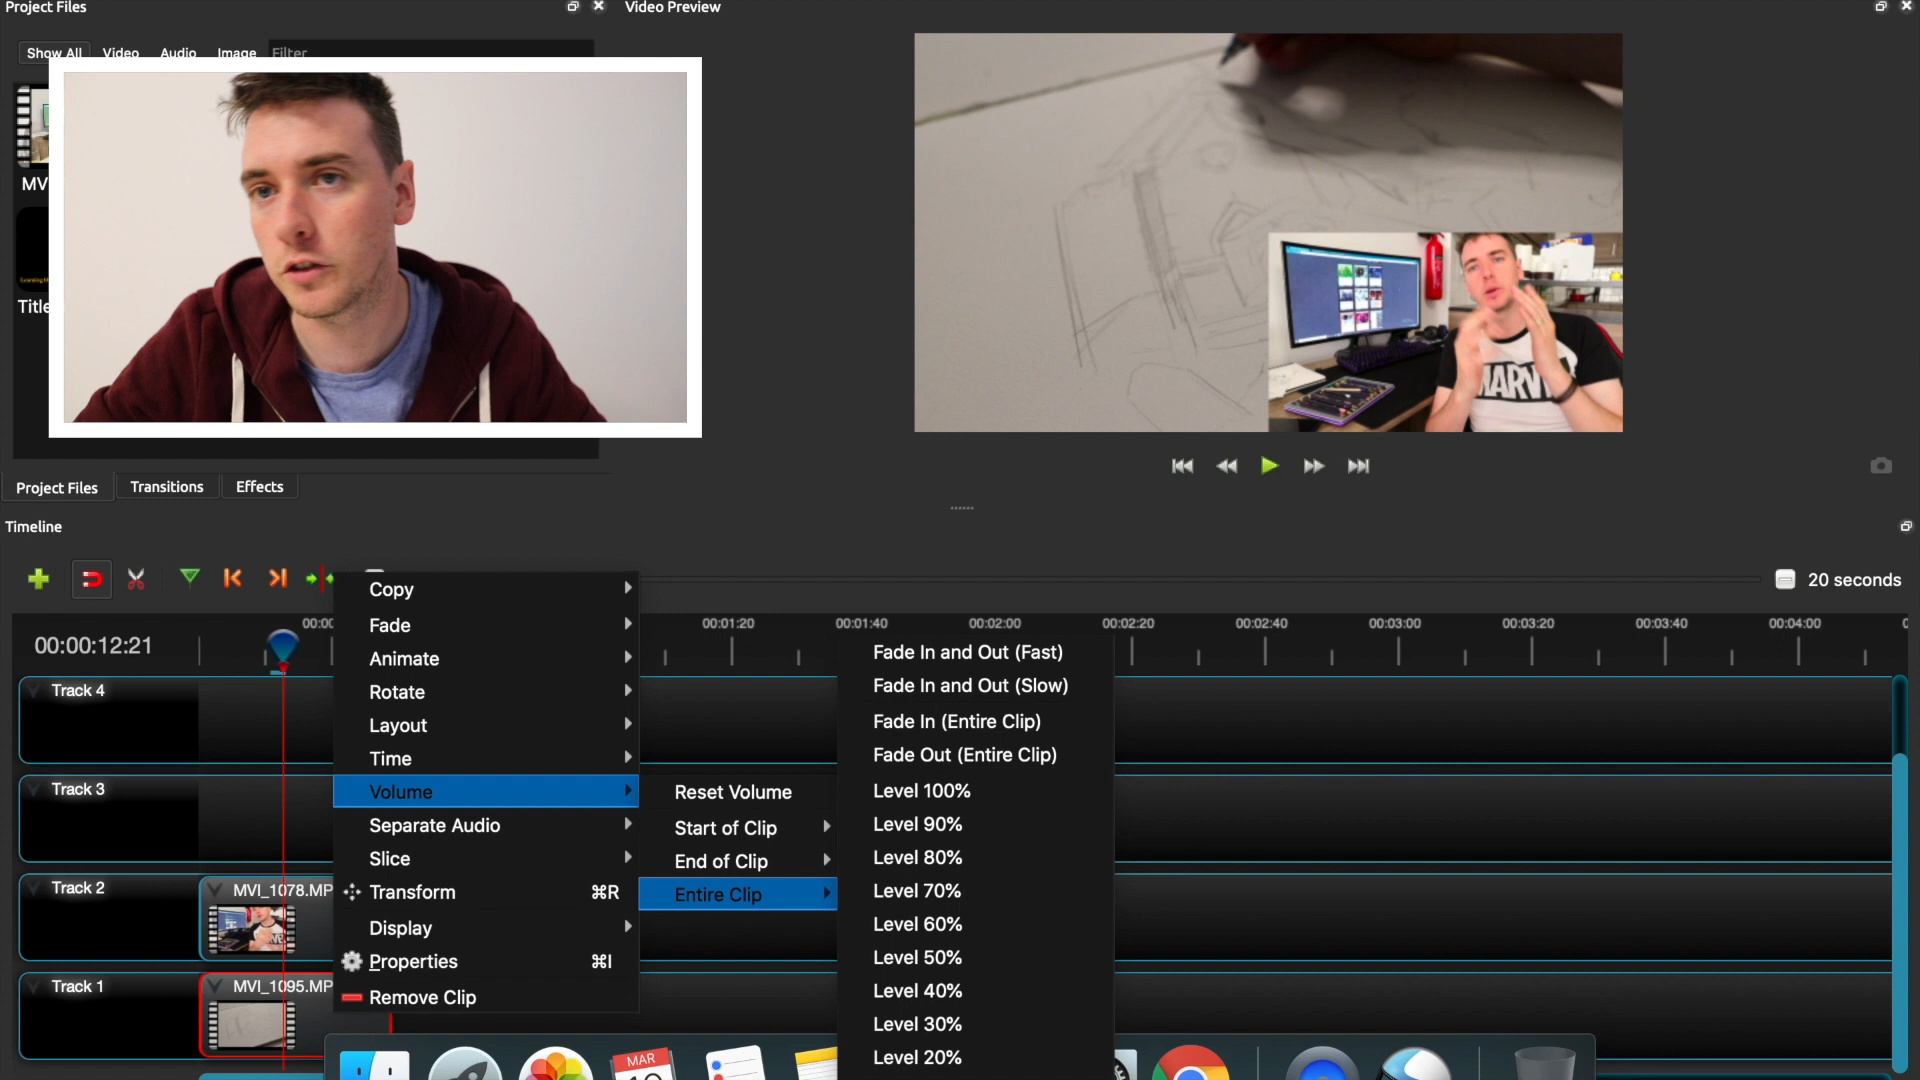 Project Files
Video Preview
Show All
Video
Audio
Image
Filter
MV
Title
MARV
Project Files
Transitions
Effects
Timeline
20 seconds
00:00:12:21
00:00
00:01:20
00:01:40
00:02:00
00:02:20
00:02:40
00:03:00
00:03:20
00:03:40
00:04:00
Track 4
Track 3
Track 2
MVI_1078.MP
Track 1
MVI_1095.MP
Copy
Fade
Animate
Rotate
Layout
Time
Volume
Separate Audio
Slice
Transform ⌘R
Display
Properties ⌘I
Remove Clip
Reset Volume
Start of Clip
End of Clip
Entire Clip
Fade In and Out (Fast)
Fade In and Out (Slow)
Fade In (Entire Clip)
Fade Out (Entire Clip)
Level 100%
Level 90%
Level 80%
Level 70%
Level 60%
Level 50%
Level 40%
Level 30%
Level 20%
MAR